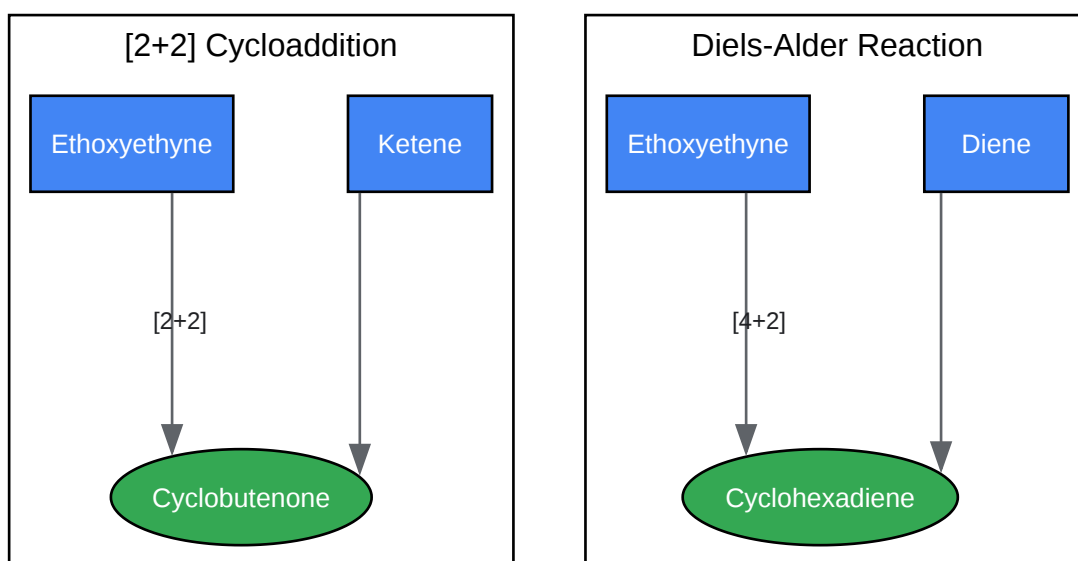 [2+2] Cycloaddition
Ethoxyethyne
Ketene
[2+2]
Cyclobutenone
Diels-Alder Reaction
Ethoxyethyne
Diene
[4+2]
Cyclohexadiene